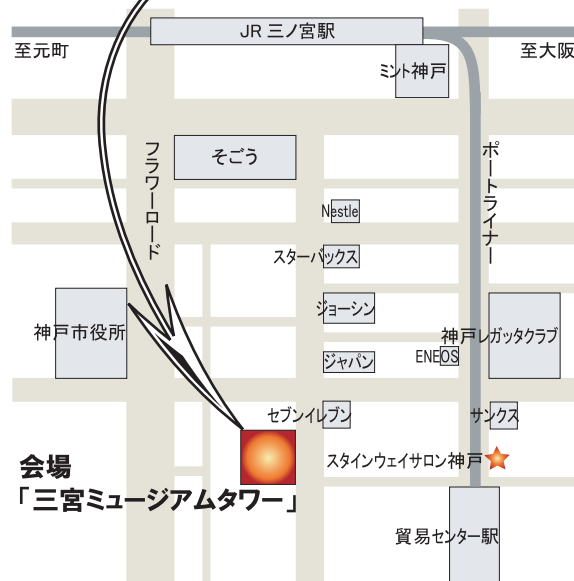 JR 三ノ宮駅
至元町
至大阪
ミント神戸
そごう
フラワーロード
ポートライナー
Nestle
スターバックス
ジョーシン
神戸市役所
神戸レガッタクラブ
ENEOS
ジャパン
セブンイレブン
サンクス
スタインウェイサロン神戸
会場
「三宮ミュージアムタワー」
貿易センター駅